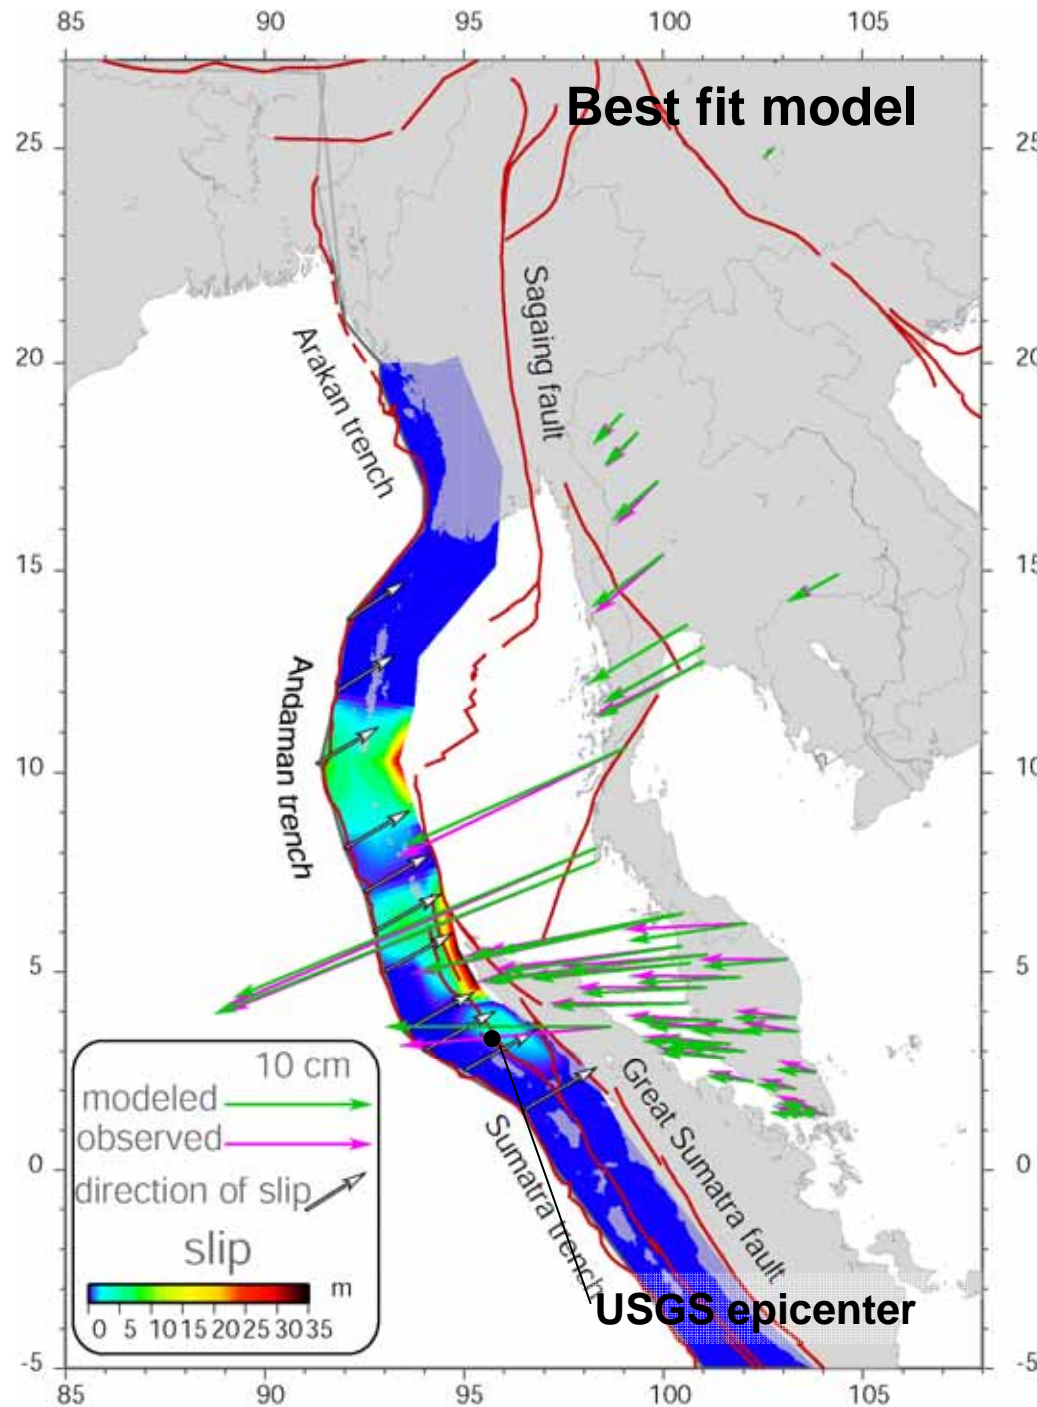 85 90 95 100 105
Best fit model
25 25
Sagaing fault
Arakan trench
20 20
15 15
Andaman trench
10 10
5 5
10 cm
modeled
observed
direction of slip
slip
m
0 5 10 15 20 25 30 35
Great Sumatra fault
Sumatra trench
0 0
USGS epicenter
-5 -5
85 90 95 100 105